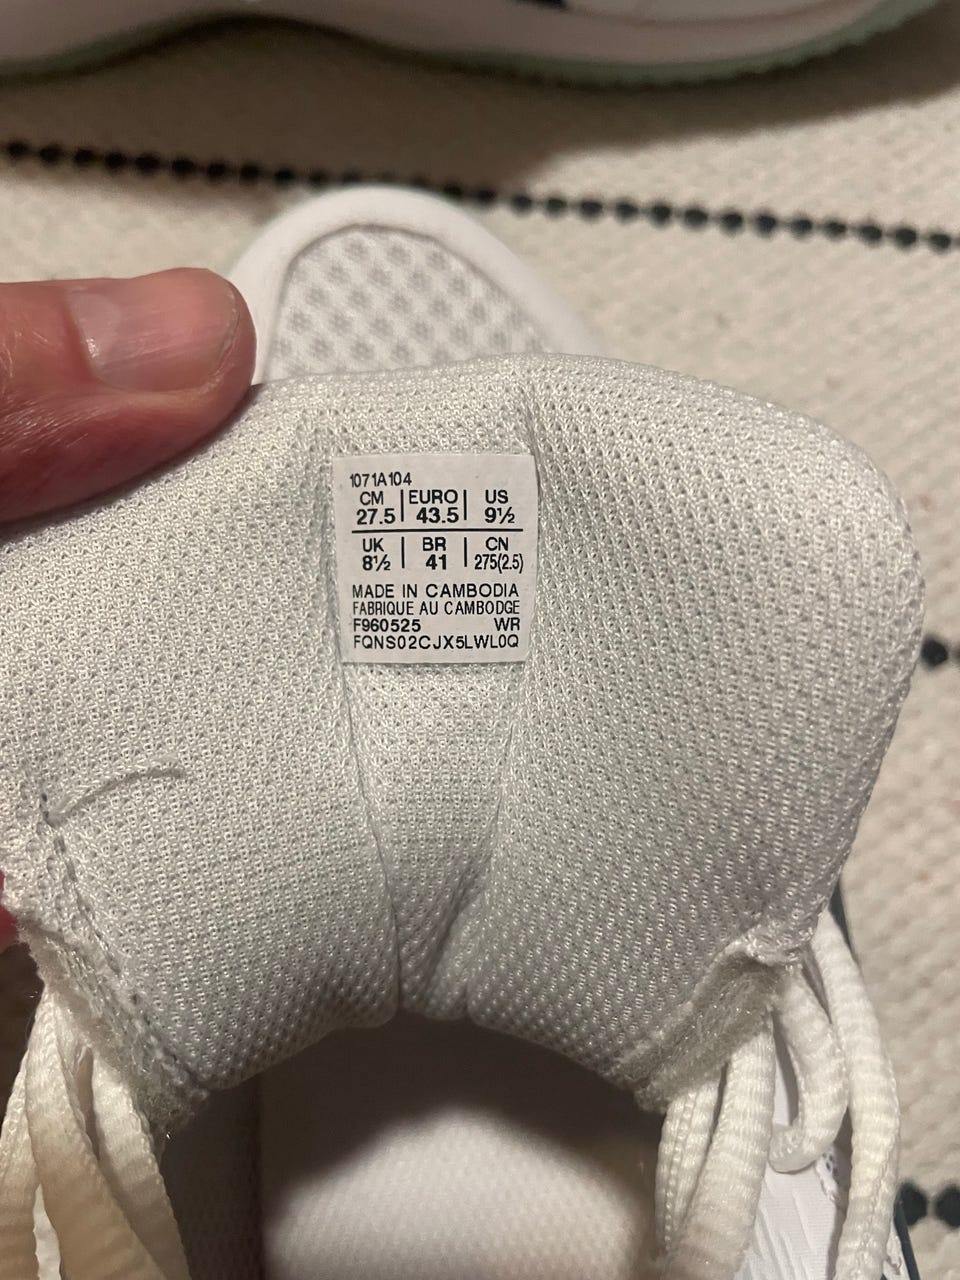 1071A104
CM | EURO | US
27.5 | 43.5 | 9½
UK | BR | CN
8½ | 41 | 275(2.5)
MADE IN CAMBODIA
FABRIQUE AU CAMBODGE
F960525 WR
FQNS02CJX5LWL0Q